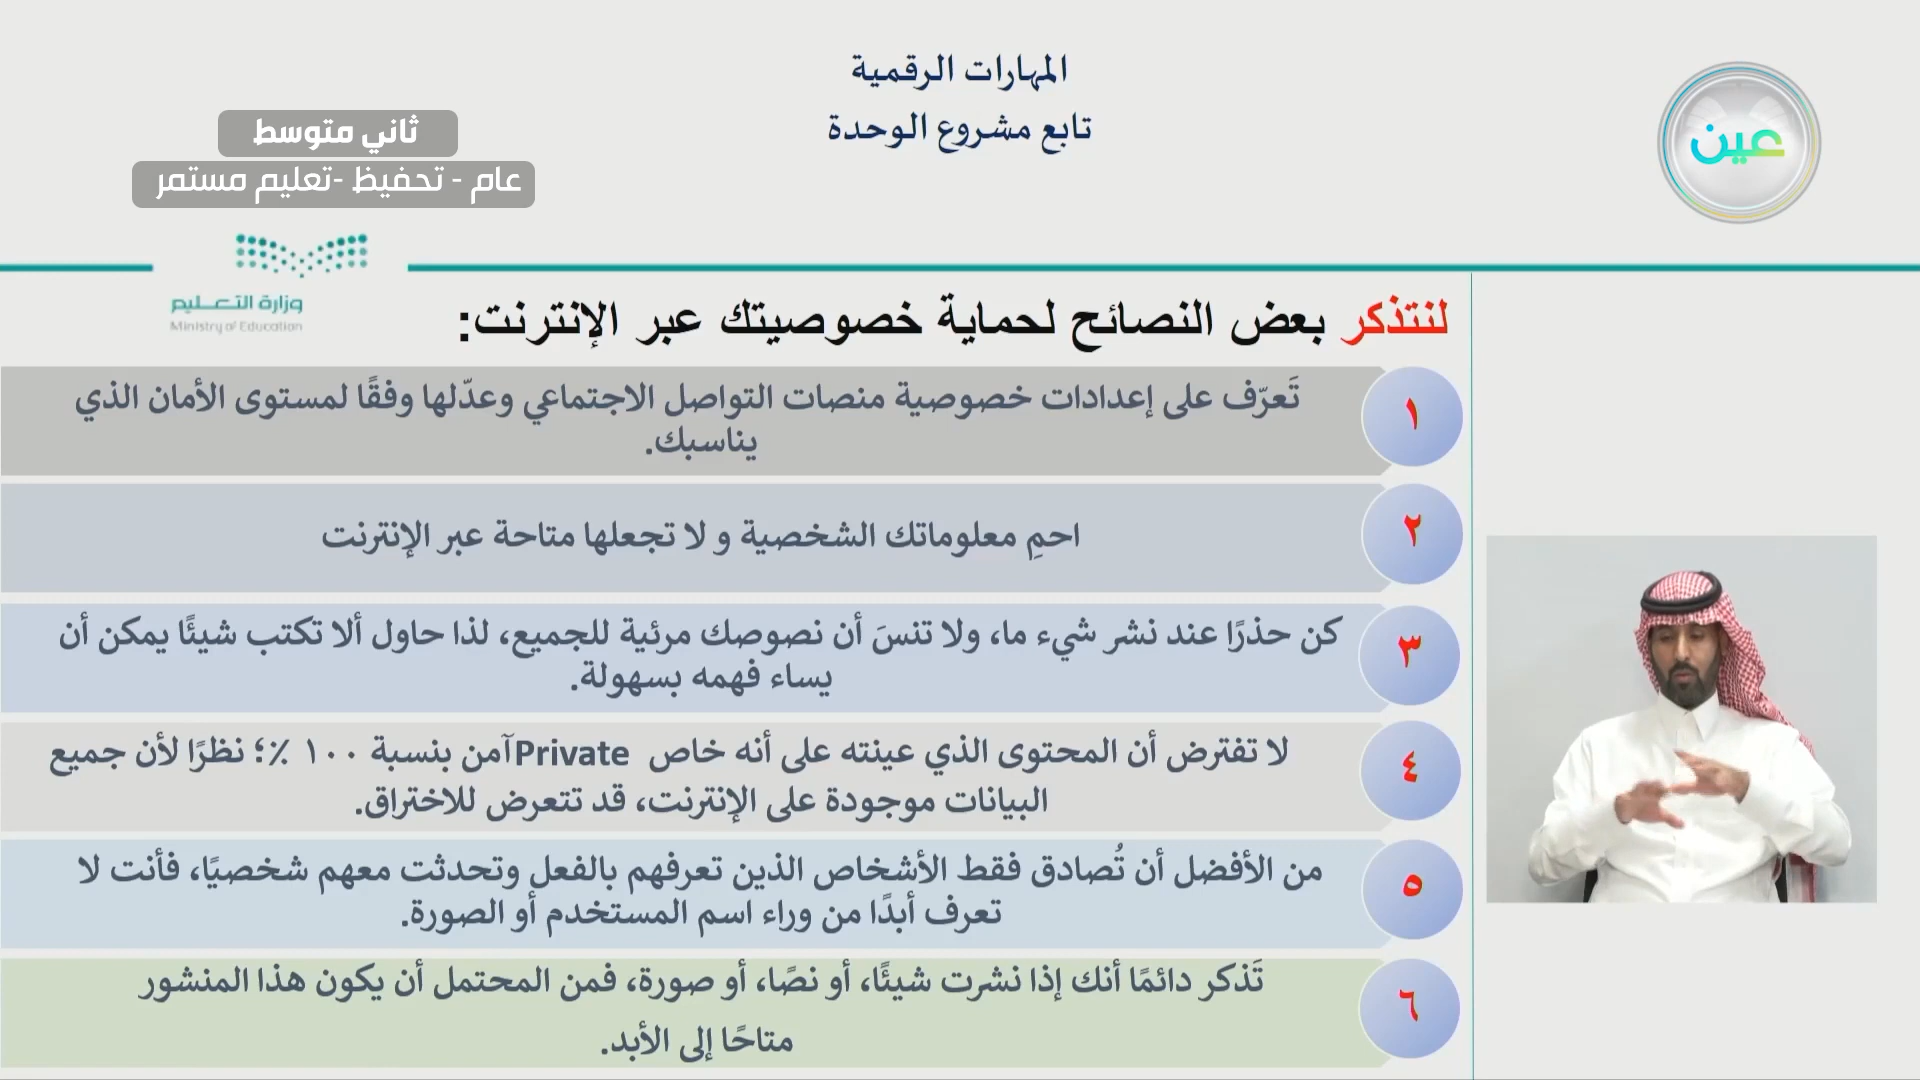 المهارات الرقمية
تابع مشروع الوحدة
عين
ثاني متوسط
عام - تحفيظ -تعليم مستمر
وزارة التعليم
Ministry of Education
لنتذكر بعض النصائح لحماية خصوصيتك عبر الإنترنت:
١
تَعرّف على إعدادات خصوصية منصات التواصل الاجتماعي وعدّلها وفقًا لمستوى الأمان الذي
يناسبك.
٢
احمِ معلوماتك الشخصية و لا تجعلها متاحة عبر الإنترنت
٣
كن حذرًا عند نشر شيء ما، ولا تنسَ أن نصوصك مرئية للجميع، لذا حاول ألا تكتب شيئًا يمكن أن
يساء فهمه بسهولة.
٤
لا تفترض أن المحتوى الذي عينته على أنه خاص Private آمن بنسبة ١٠٠ ٪؛ نظرًا لأن جميع
البيانات موجودة على الإنترنت، قد تتعرض للاختراق.
٥
من الأفضل أن تُصادق فقط الأشخاص الذين تعرفهم بالفعل وتحدثت معهم شخصيًا، فأنت لا
تعرف أبدًا من وراء اسم المستخدم أو الصورة.
٦
تَذكر دائمًا أنك إذا نشرت شيئًا، أو نصًا، أو صورة، فمن المحتمل أن يكون هذا المنشور
متاحًا إلى الأبد.